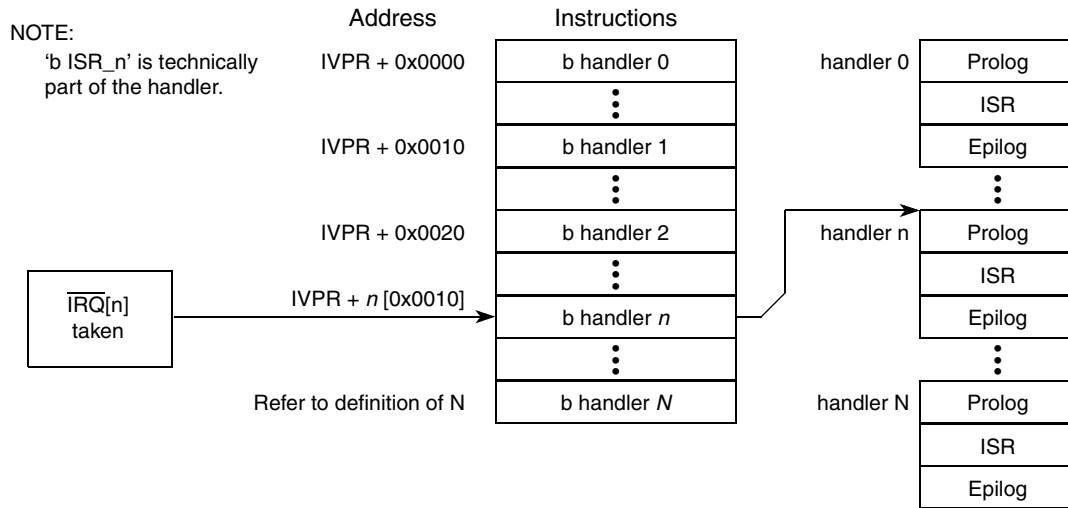 Address
Instructions
NOTE:
‘b ISR_n’ is technically
part of the handler.
IVPR + 0x0000
b handler 0
handler 0
Prolog
ISR
IVPR + 0x0010
b handler 1
Epilog
IVPR + 0x0020
b handler 2
handler n
Prolog
ISR
IRQ[n]
taken
IVPR + n [0x0010]
b handler n
Epilog
Refer to definition of N
b handler N
handler N
Prolog
ISR
Epilog